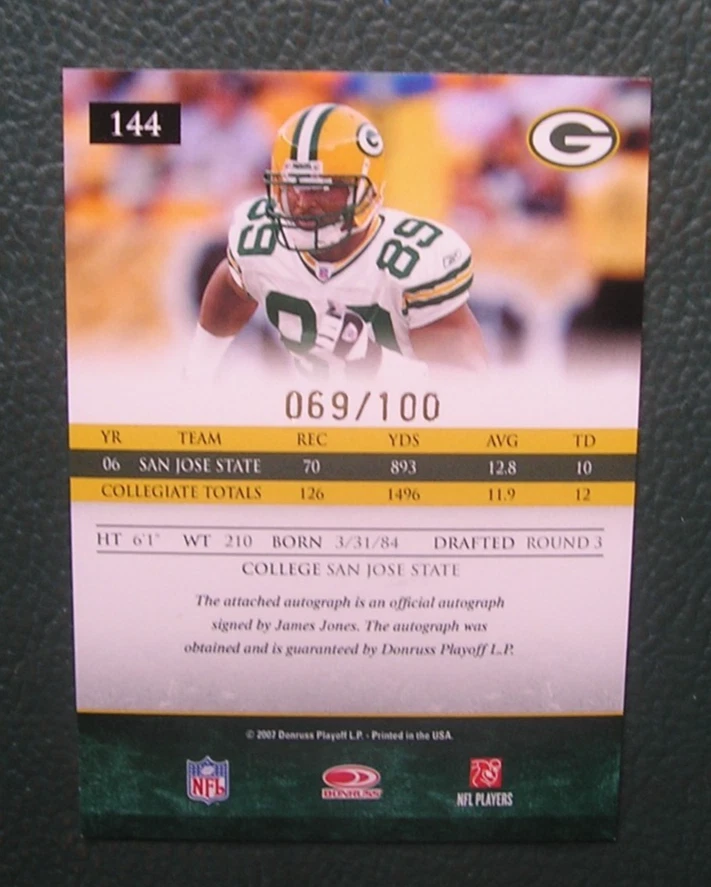 144
G
G
89
89
89
069/100
YR TEAM REC YDS AVG TD
06 SAN JOSE STATE 70 893 12.8 10
COLLEGIATE TOTALS 126 1496 11.9 12
HT 6'1" WT 210 BORN 3/31/84 DRAFTED ROUND 3
COLLEGE SAN JOSE STATE
The attached autograph is an official autograph
signed by James Jones. The autograph was
obtained and is guaranteed by Donruss Playoff L.P.
© 2007 Donruss Playoff L.P. - Printed in the USA.
NFL
DONRUSS
NFL PLAYERS